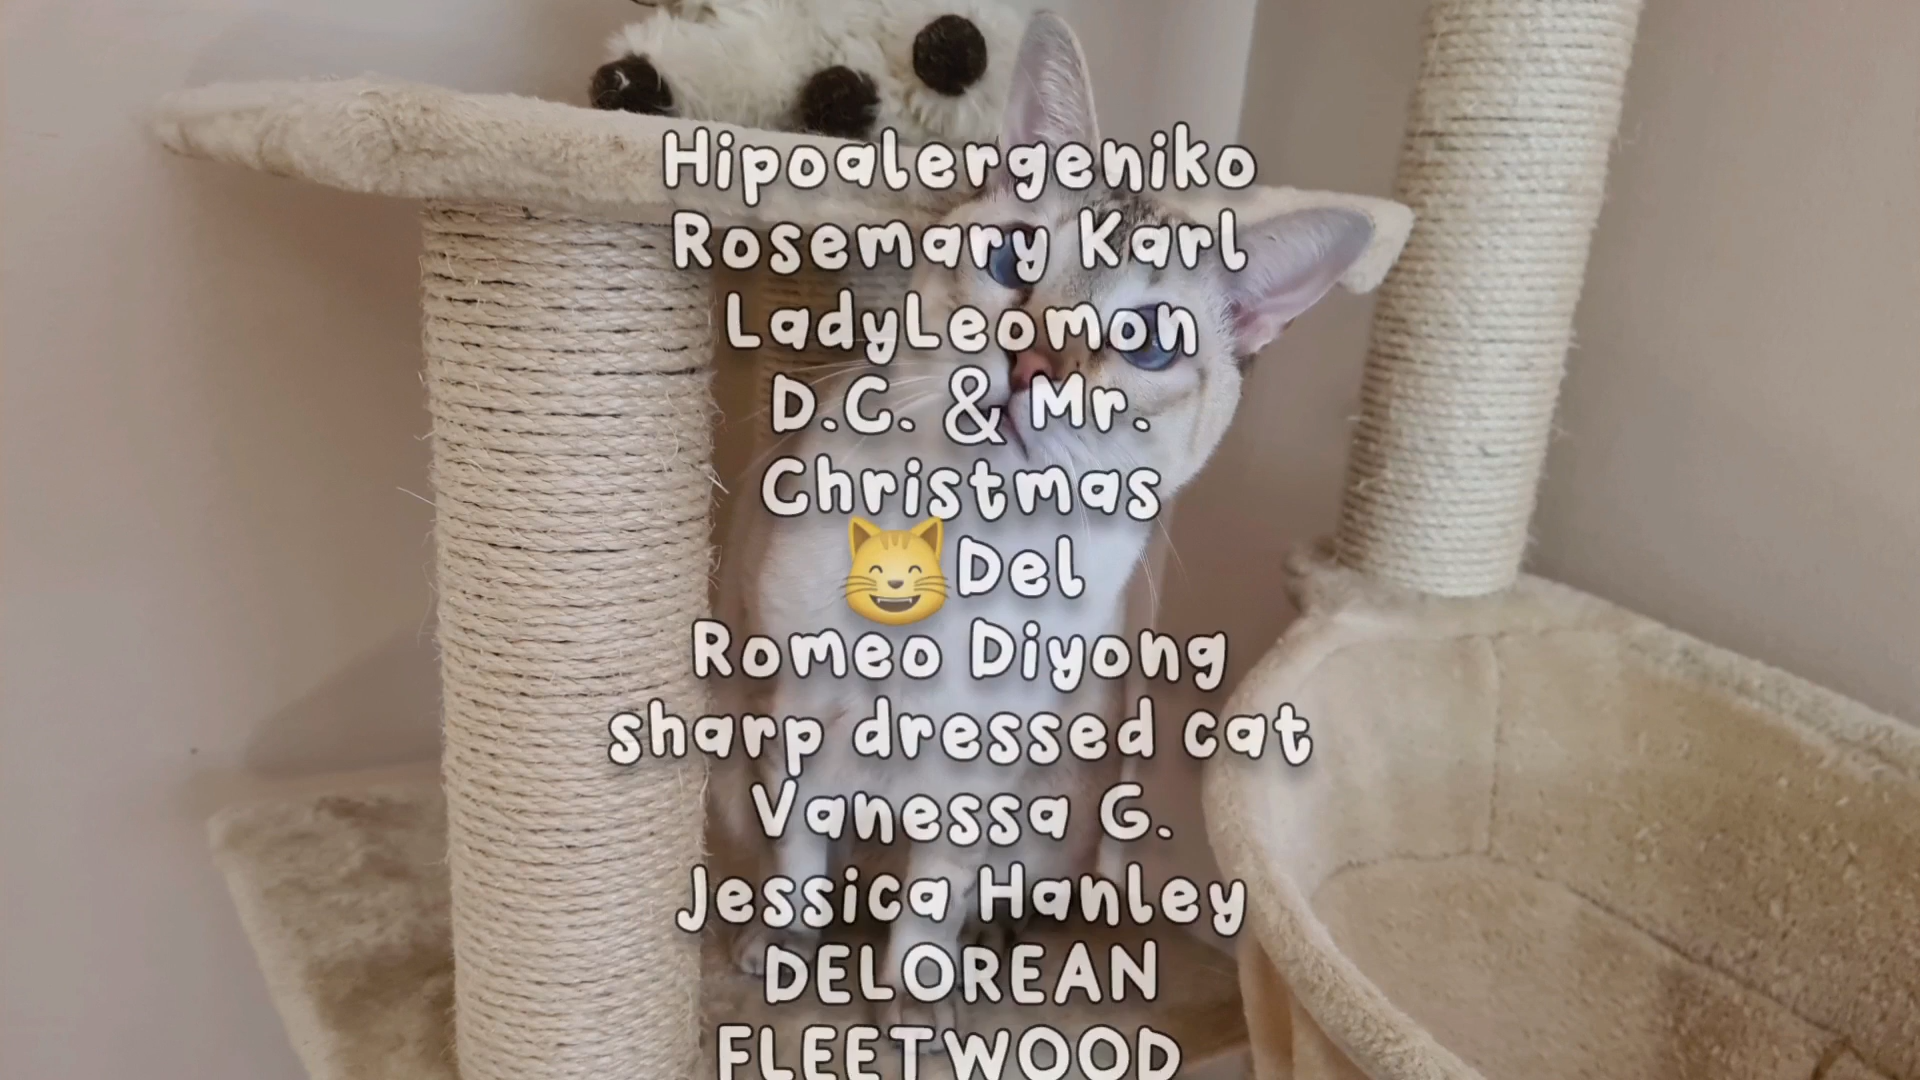 Hipoalergeniko
Rosemary Karl
LadyLeomon
D.C. & Mr.
Christmas
😸Del
Romeo Diyong
sharp dressed cat
Vanessa G.
Jessica Hanley
DELOREAN
FLEETWOOD